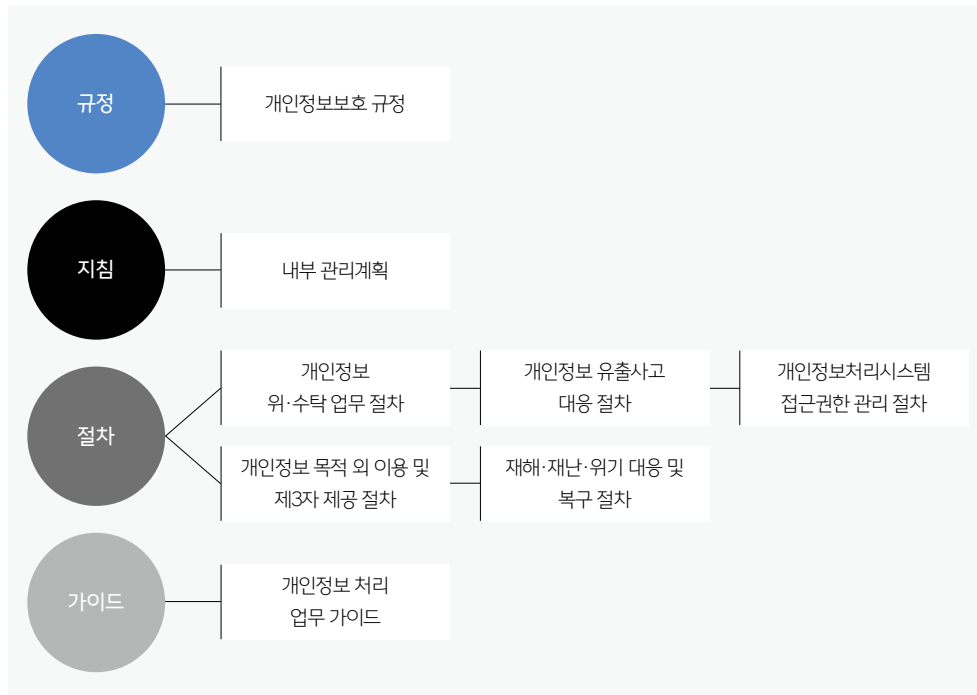 규정
개인정보보호 규정
지침
내부 관리계획
절차
개인정보
위·수탁 업무 절차
개인정보 유출사고
대응 절차
개인정보처리시스템
접근권한 관리 절차
개인정보 목적 외 이용 및
제3자 제공 절차
재해·재난·위기 대응 및
복구 절차
가이드
개인정보 처리
업무 가이드